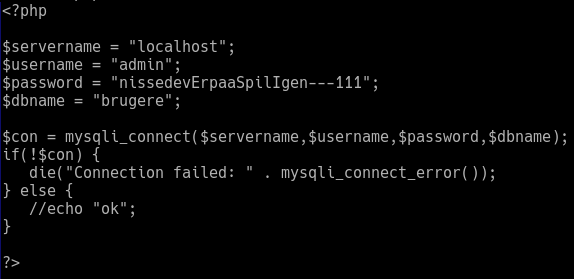 <?php
$servername = "localhost";
$username = "admin";
$password = "nissedevErpaaSpilIgen---111";
$dbname = "brugere";
$con = mysqli_connect($servername,$username,$password,$dbname);
if(!$con) {
   die("Connection failed: " . mysqli_connect_error());
} else {
   //echo "ok";
}
?>